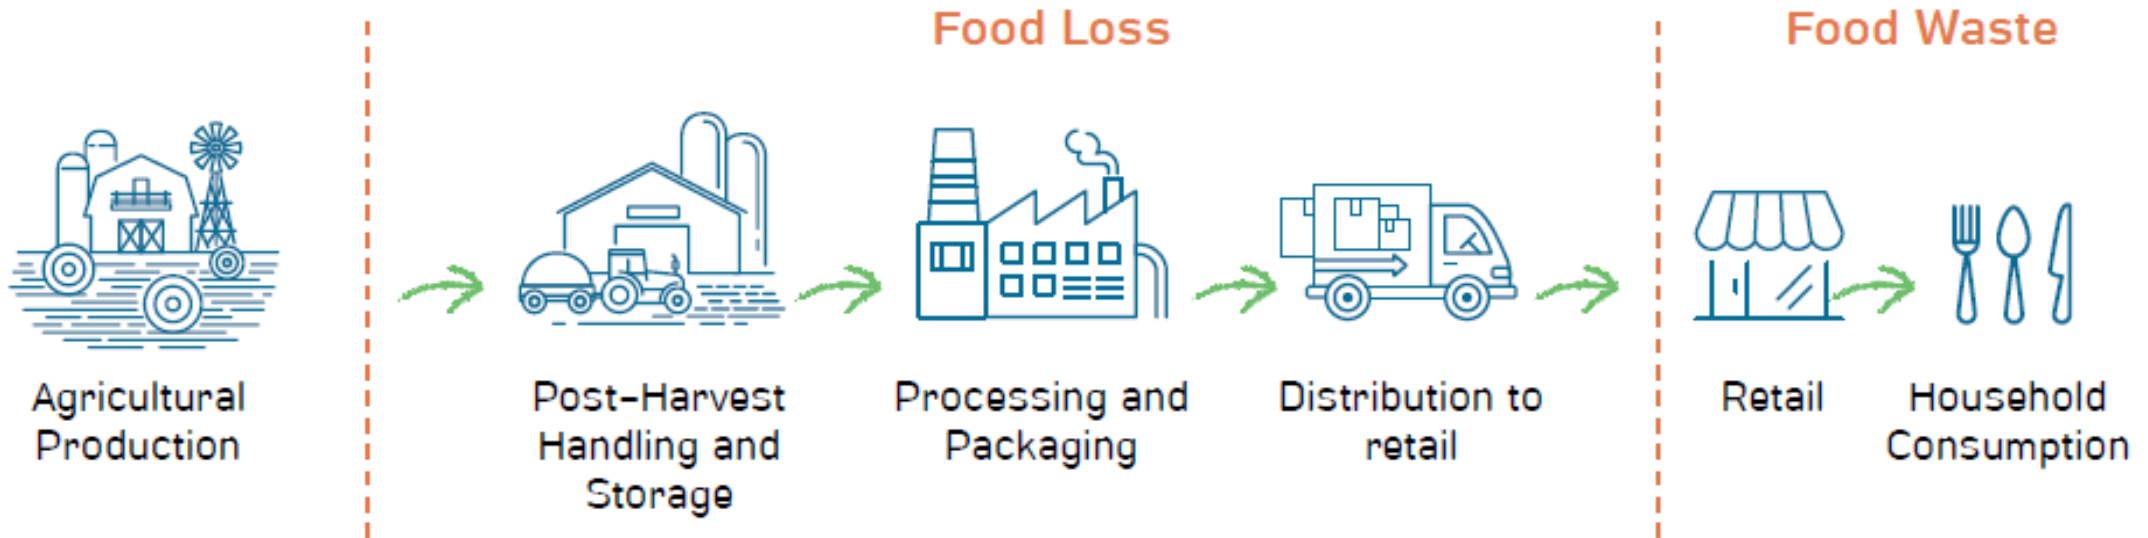 Food Loss
Food Waste
Agricultural
Production
Post-Harvest
Handling and
Storage
Processing and
Packaging
Distribution to
retail
Retail
Household
Consumption